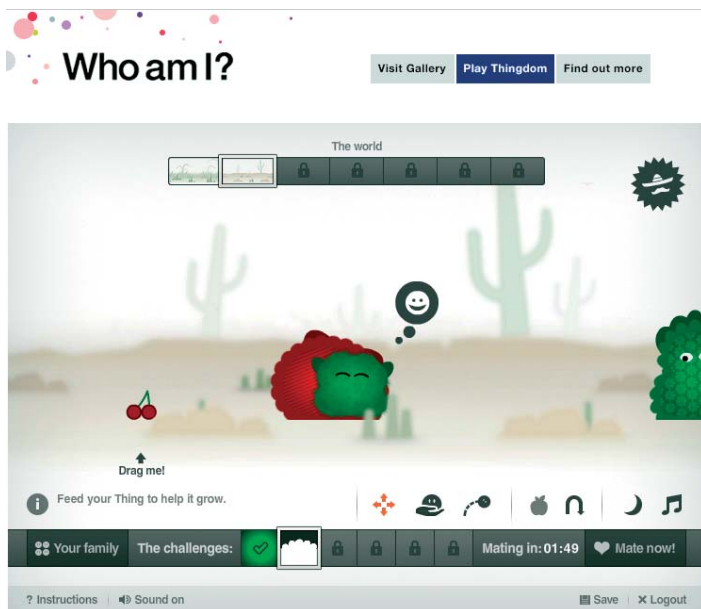 Who am I?
Visit Gallery Play Thingdom Find out more
The world
Drag me!
Feed your Thing to help it grow.
Your family The challenges: Mating in: 01:49 Mate now!
? Instructions Sound on Save Logout